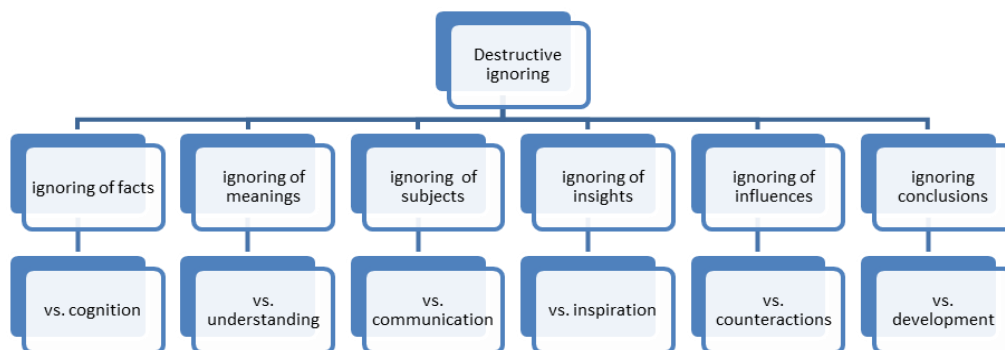 Destructive
ignoring
ignoring of facts
ignoring of
meanings
ignoring of
subjects
ignoring of
insights
ignoring of
influences
ignoring
conclusions
vs. cognition
vs.
understanding
vs.
communication
vs. inspiration
vs.
counteractions
vs.
development